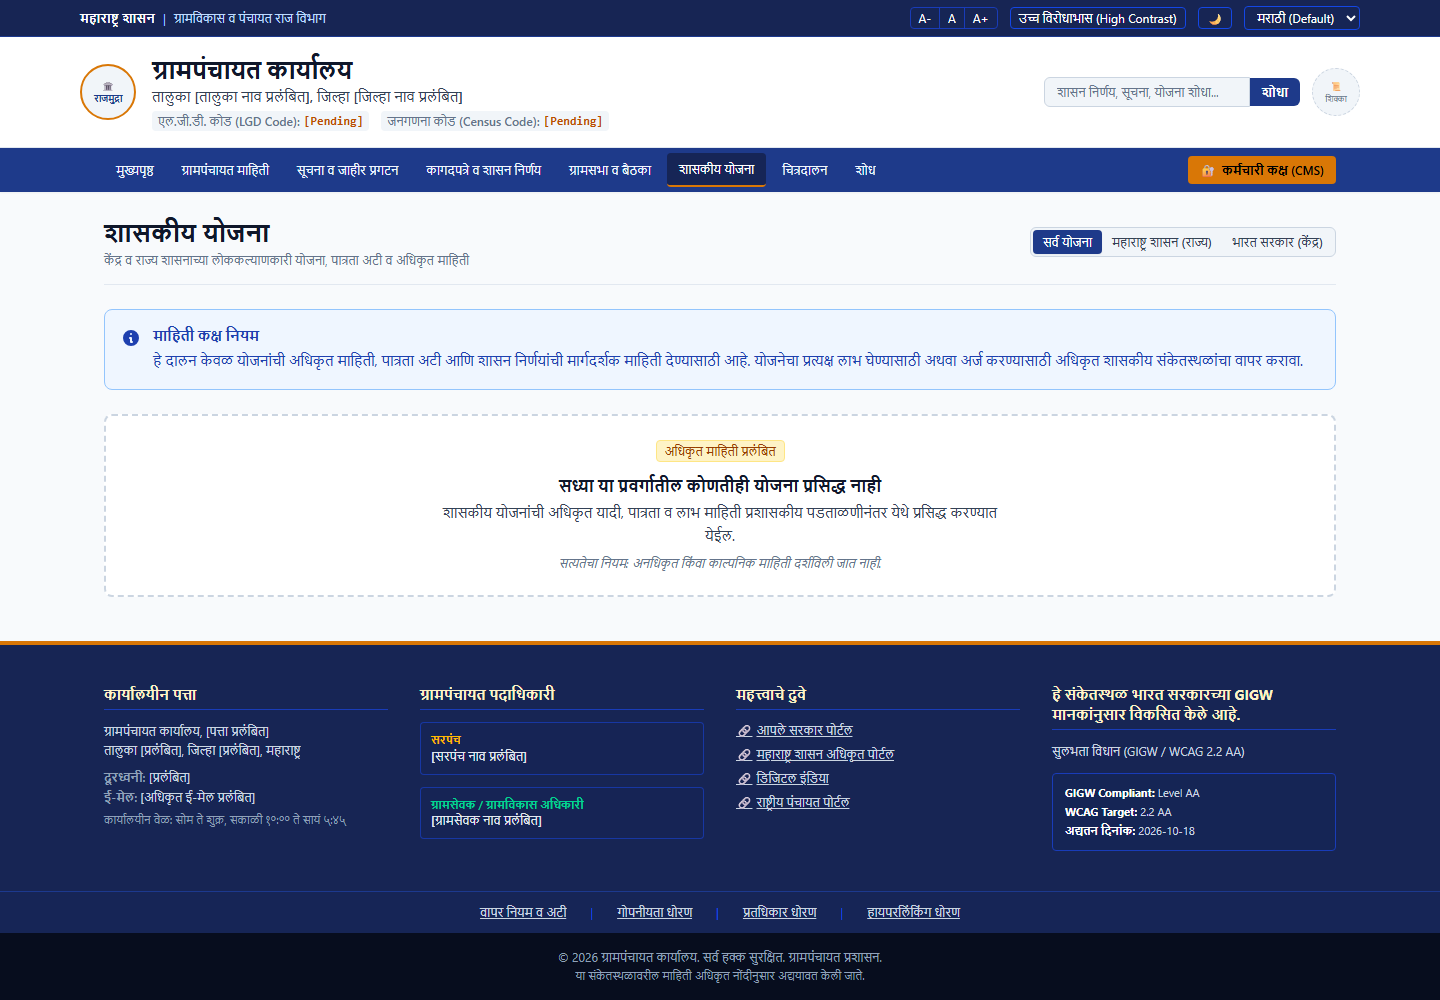 महाराष्ट्र शासन | ग्रामविकास व पंचायत राज विभाग
A- A A+ उच्च विरोधाभास (High Contrast) मराठी (Default)
राजमुद्रा
ग्रामपंचायत कार्यालय
तालुका [तालुका नाव प्रलंबित], जिल्हा [जिल्हा नाव प्रलंबित]
एल.जी.डी. कोड (LGD Code): [Pending] जनगणना कोड (Census Code): [Pending]
शासन निर्णय, सूचना, योजना शोधा... शोधा
शिक्का
मुख्यपृष्ठ ग्रामपंचायत माहिती सूचना व जाहीर प्रगटन कागदपत्रे व शासन निर्णय ग्रामसभा व बैठका शासकीय योजना चित्रदालन शोध कर्मचारी कक्ष (CMS)
शासकीय योजना
केंद्र व राज्य शासनाच्या लोककल्याणकारी योजना, पात्रता अटी व अधिकृत माहिती
सर्व योजना महाराष्ट्र शासन (राज्य) भारत सरकार (केंद्र)
माहिती कक्ष नियम
हे दालन केवळ योजनांची अधिकृत माहिती, पात्रता अटी आणि शासन निर्णयांची मार्गदर्शक माहिती देण्यासाठी आहे. योजनेचा प्रत्यक्ष लाभ घेण्यासाठी अथवा अर्ज करण्यासाठी अधिकृत शासकीय संकेतस्थळांचा वापर करावा.
अधिकृत माहिती प्रलंबित
सध्या या प्रवर्गातील कोणतीही योजना प्रसिद्ध नाही
शासकीय योजनांची अधिकृत यादी, पात्रता व लाभ माहिती प्रशासकीय पडताळणीनंतर येथे प्रसिद्ध करण्यात
येईल.
सत्यतेचा नियम: अनधिकृत किंवा काल्पनिक माहिती दर्शविली जात नाही.
कार्यालयीन पत्ता
ग्रामपंचायत कार्यालय, [पत्ता प्रलंबित]
तालुका [प्रलंबित], जिल्हा [प्रलंबित], महाराष्ट्र
दूरध्वनी: [प्रलंबित]
ई-मेल: [अधिकृत ई-मेल प्रलंबित]
कार्यालयीन वेळ: सोम ते शुक्र, सकाळी १०:०० ते सायं ५:४५
ग्रामपंचायत पदाधिकारी
सरपंच
[सरपंच नाव प्रलंबित]
ग्रामसेवक / ग्रामविकास अधिकारी
[ग्रामसेवक नाव प्रलंबित]
महत्त्वाचे दुवे
आपले सरकार पोर्टल
महाराष्ट्र शासन अधिकृत पोर्टल
डिजिटल इंडिया
राष्ट्रीय पंचायत पोर्टल
हे संकेतस्थळ भारत सरकारच्या GIGW
मानकांनुसार विकसित केले आहे.
सुलभता विधान (GIGW / WCAG 2.2 AA)
GIGW Compliant: Level AA
WCAG Target: 2.2 AA
अद्यतन दिनांक: 2026-10-18
वापर नियम व अटी | गोपनीयता धोरण | प्रतधिकार धोरण | हायपरलिंकिंग धोरण
© 2026 ग्रामपंचायत कार्यालय. सर्व हक्क सुरक्षित. ग्रामपंचायत प्रशासन.
या संकेतस्थळावरील माहिती अधिकृत नोंदीनुसार अद्ययावत केली जाते.